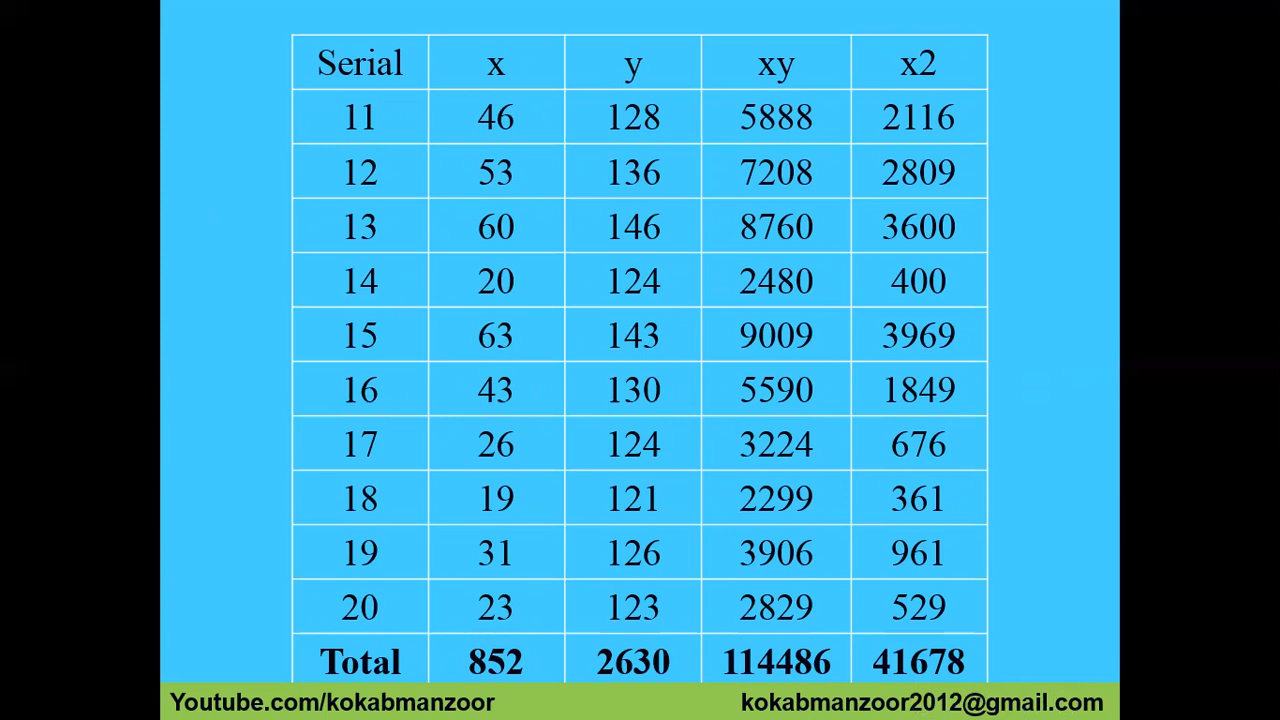 Serial x y xy x2
11 46 128 5888 2116
12 53 136 7208 2809
13 60 146 8760 3600
14 20 124 2480 400
15 63 143 9009 3969
16 43 130 5590 1849
17 26 124 3224 676
18 19 121 2299 361
19 31 126 3906 961
20 23 123 2829 529
Total 852 2630 114486 41678
Youtube.com/kokabmanzoor kokabmanzoor2012@gmail.com